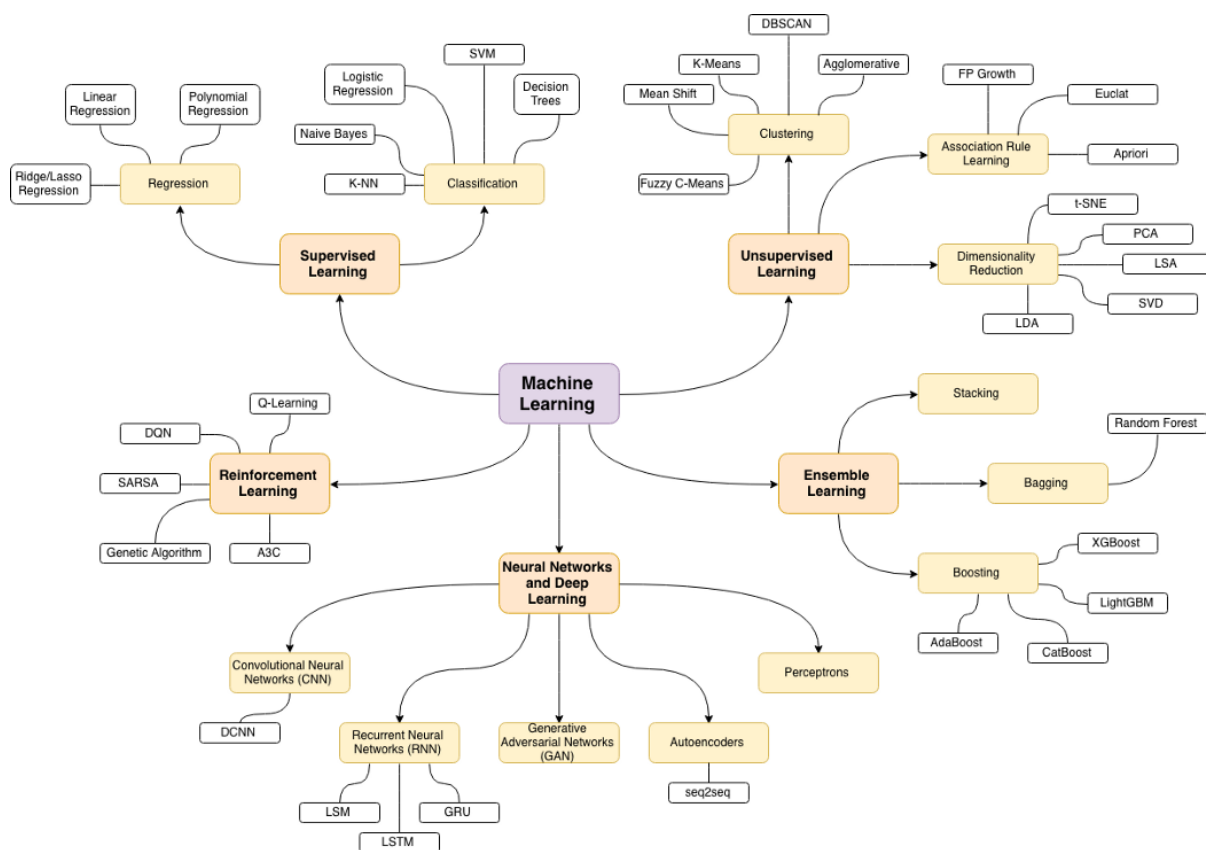 DBSCAN
SVM
K-Means
Agglomerative
FP Growth
Logistic
Regression
Linear
Regression
Polynomial
Regression
Decision
Trees
Mean Shift
Euclat
Clustering
Naive Bayes
Association Rule
Learning
Apriori
Ridge/Lasso
Regression
Regression
K-NN
Classification
Fuzzy C-Means
t-SNE
PCA
Supervised
Learning
Unsupervised
Learning
Dimensionality
Reduction
LSA
SVD
LDA
Machine
Learning
Stacking
Q-Learning
DQN
Random Forest
SARSA
Reinforcement
Learning
Ensemble
Learning
Bagging
Genetic Algorithm
A3C
XGBoost
Neural Networks
and Deep
Learning
Boosting
LightGBM
AdaBoost
CatBoost
Convolutional Neural
Networks (CNN)
Perceptrons
DCNN
Recurrent Neural
Networks (RNN)
Generative
Adversarial Networks
(GAN)
Autoencoders
seq2seq
LSM
GRU
LSTM